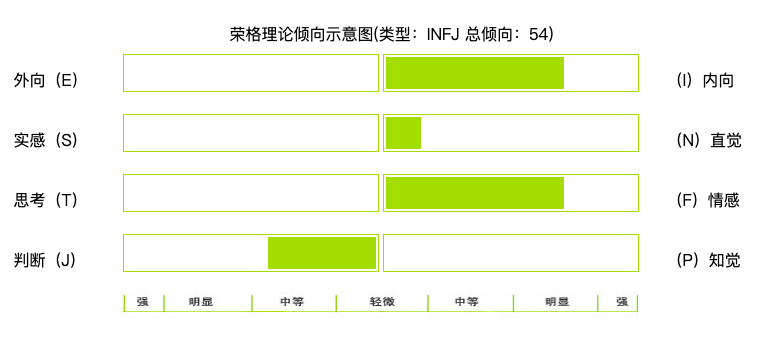 荣格理论倾向示意图(类型：INFJ 总倾向：54)
外向（E） （I）内向
实感（S） （N）直觉
思考（T） （F）情感
判断（J） （P）知觉
强 明显 中等 轻微 中等 明显 强